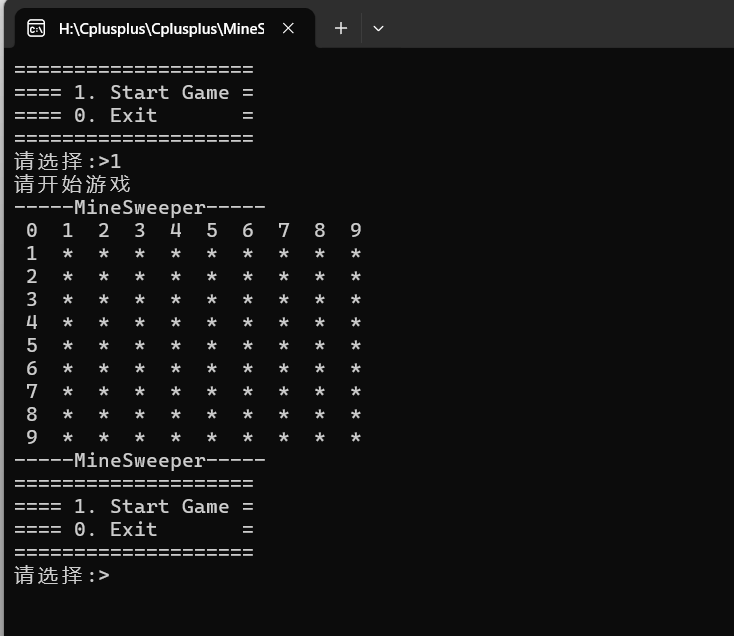 H:\Cplusplus\Cplusplus\MineS
====================
==== 1. Start Game =
==== 0. Exit       =
====================
请选择:>1
请开始游戏
-----MineSweeper-----
 0  1  2  3  4  5  6  7  8  9
 1  *  *  *  *  *  *  *  *  *
 2  *  *  *  *  *  *  *  *  *
 3  *  *  *  *  *  *  *  *  *
 4  *  *  *  *  *  *  *  *  *
 5  *  *  *  *  *  *  *  *  *
 6  *  *  *  *  *  *  *  *  *
 7  *  *  *  *  *  *  *  *  *
 8  *  *  *  *  *  *  *  *  *
 9  *  *  *  *  *  *  *  *  *
-----MineSweeper-----
====================
==== 1. Start Game =
==== 0. Exit       =
====================
请选择:>